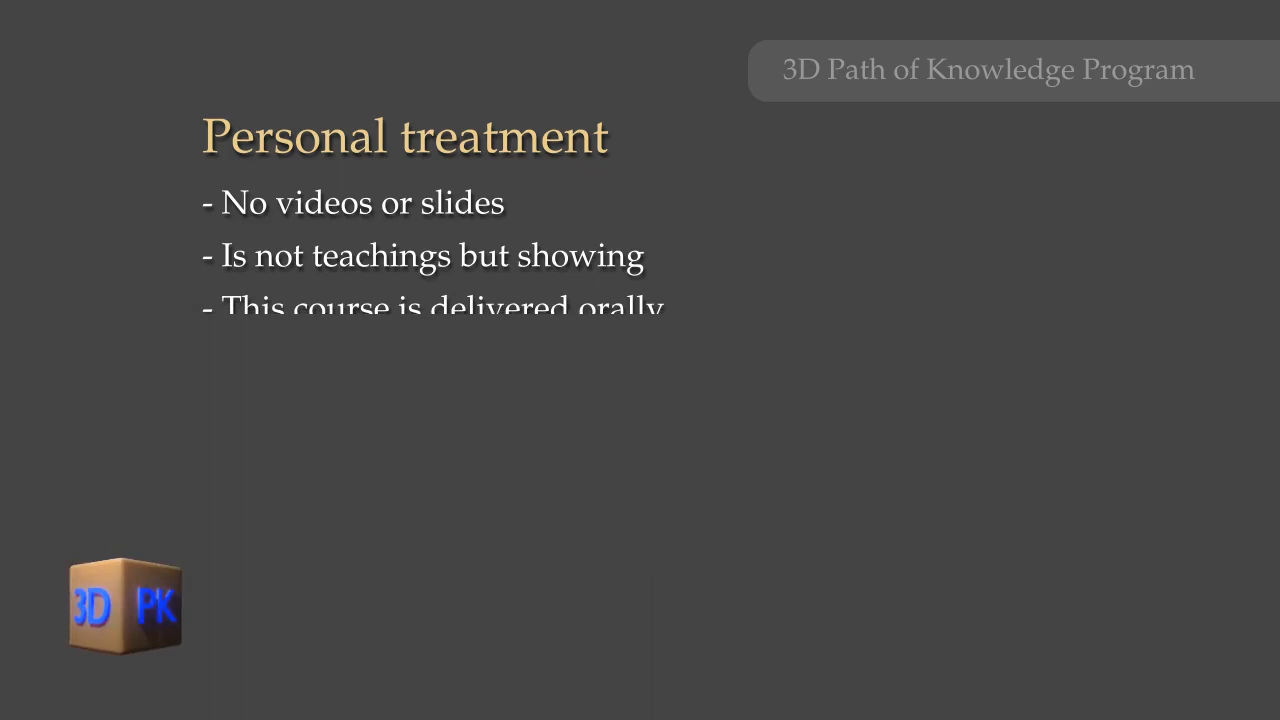 3D Path of Knowledge Program
Personal treatment
- No videos or slides
- Is not teachings but showing
- This course is delivered orally
3D PK